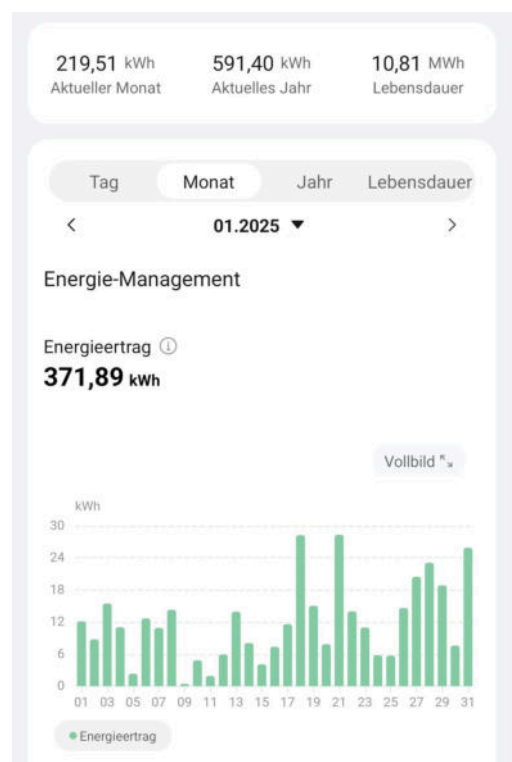 219,51 kWh 591,40 kWh 10,81 MWh
Aktueller Monat Aktuelles Jahr Lebensdauer
Tag Monat Jahr Lebensdauer
01.2025
Energie-Management
Energieertrag
371,89 kWh
Vollbild
kWh
30
24
18
12
6
0
01 03 05 07 09 11 13 15 17 19 21 23 25 27 29 31
Energieertrag